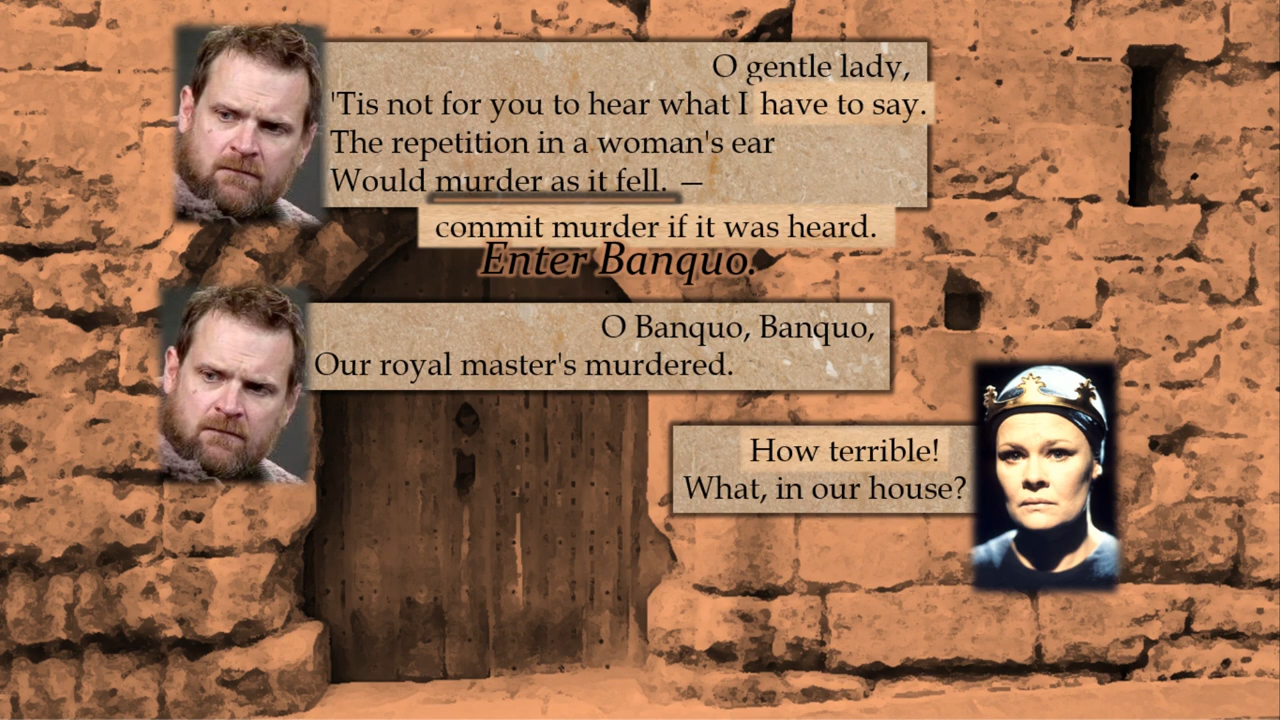 O gentle lady,
'Tis not for you to hear what I have to say.
The repetition in a woman's ear
Would murder as it fell. —
commit murder if it was heard.
Enter Banquo.
O Banquo, Banquo,
Our royal master's murdered.
How terrible!
What, in our house?